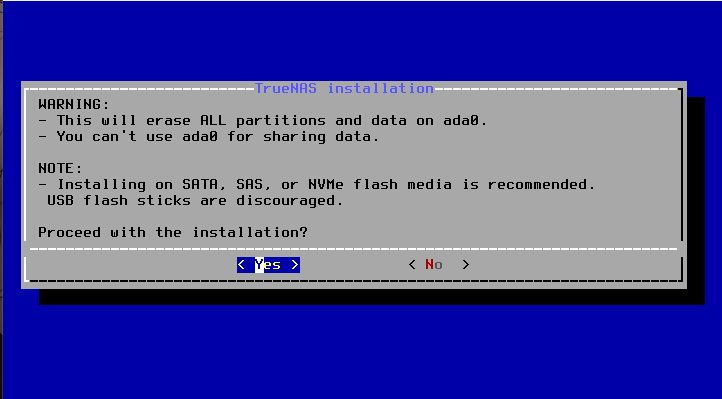 TrueNAS installation
WARNING:
- This will erase ALL partitions and data on ada0.
- You can't use ada0 for sharing data.
NOTE:
- Installing on SATA, SAS, or NVMe flash media is recommended.
USB flash sticks are discouraged.
Proceed with the installation?
< Yes > < No >